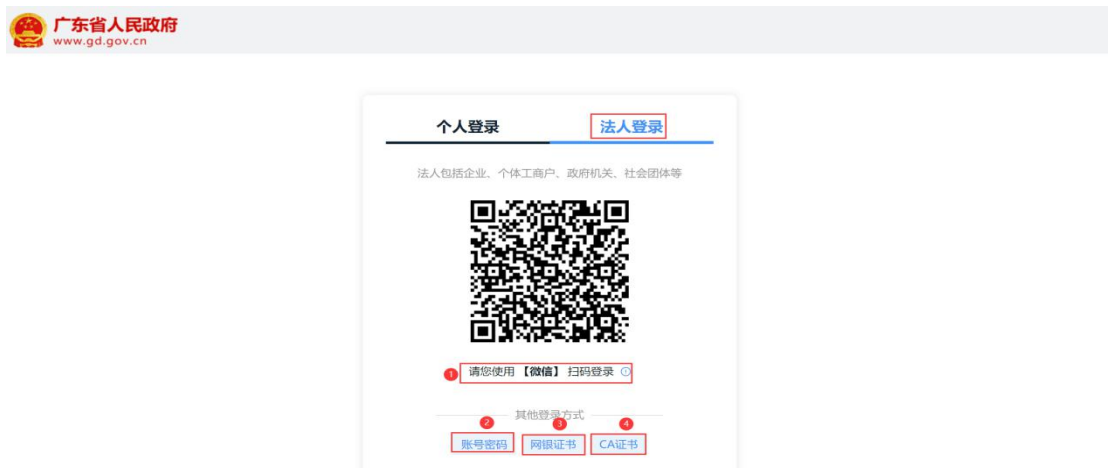 广东省人民政府
www.gd.gov.cn
个人登录 法人登录
法人包括企业、个体工商户、政府机关、社会团体等
1 请您使用【微信】扫码登录
其他登录方式
2 3 4
账号密码 网银证书 CA证书